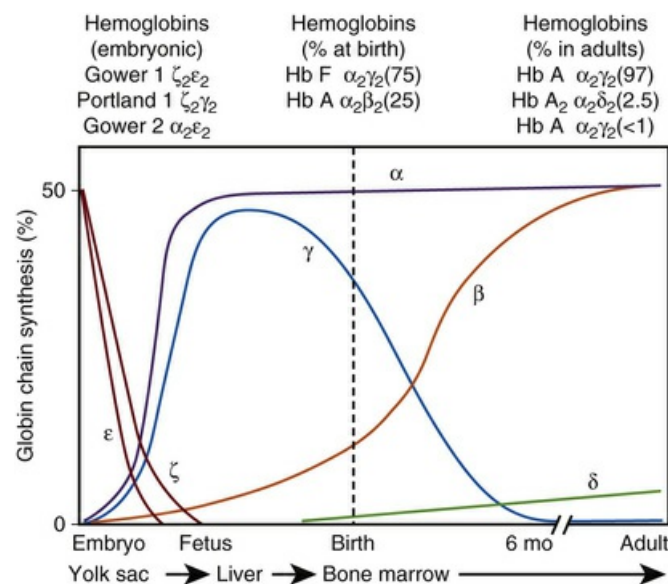 Hemoglobins
(embryonic)
Gower 1 ζ₂ε₂
Portland 1 ζ₂γ₂
Gower 2 α₂ε₂
Hemoglobins
(% at birth)
Hb F α₂γ₂(75)
Hb A α₂β₂(25)
Hemoglobins
(% in adults)
Hb A α₂γ₂(97)
Hb A₂ α₂δ₂(2.5)
Hb A α₂γ₂(<1)
Globin chain synthesis (%)
50
0
α
γ
β
ε
ζ
δ
Embryo Fetus Birth 6 mo Adult
Yolk sac Liver Bone marrow